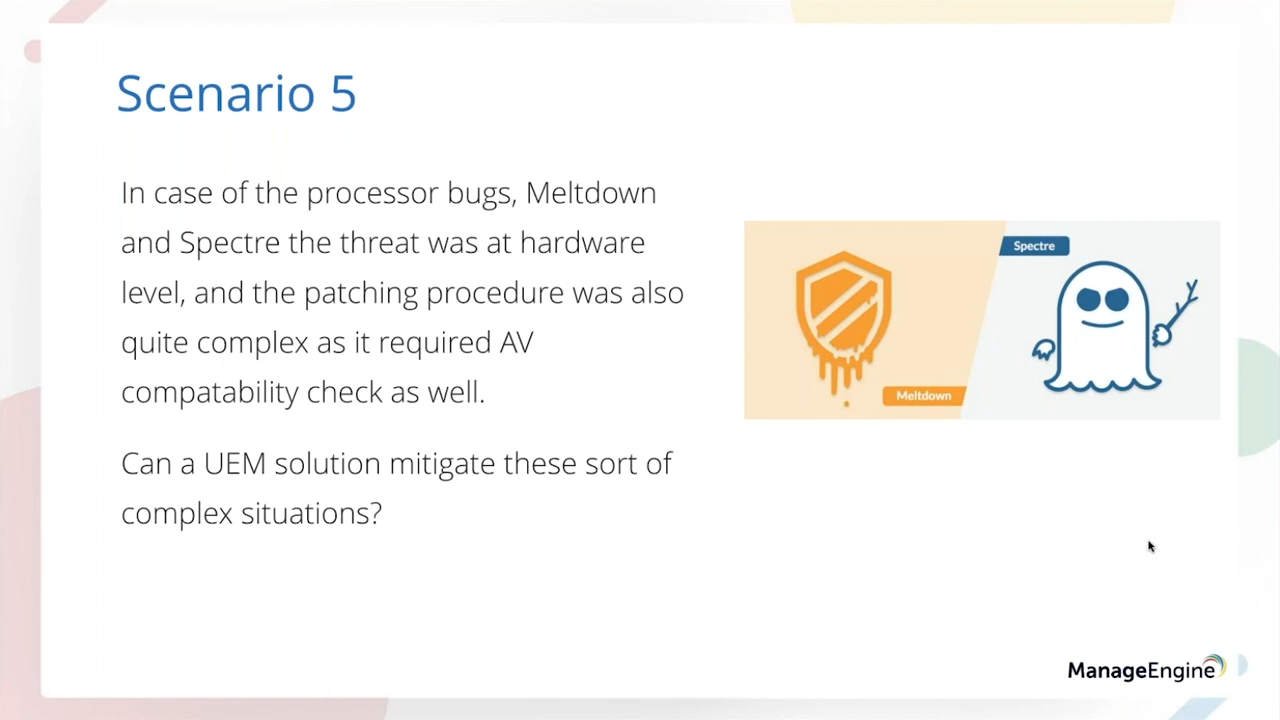 Scenario 5
In case of the processor bugs, Meltdown
and Spectre the threat was at hardware
level, and the patching procedure was also
quite complex as it required AV
compatability check as well.
Can a UEM solution mitigate these sort of
complex situations?
Spectre
Meltdown
ManageEngine